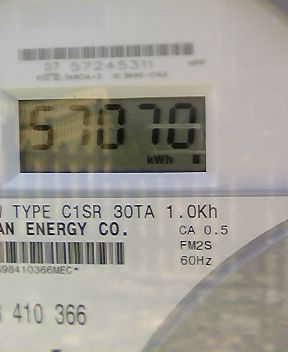 07 57245311
57070
kWh
TYPE C1SR 30TA 1.0Kh
AN ENERGY CO.
CA 0.5
FM2S
60Hz
98410366MEC*
410 366